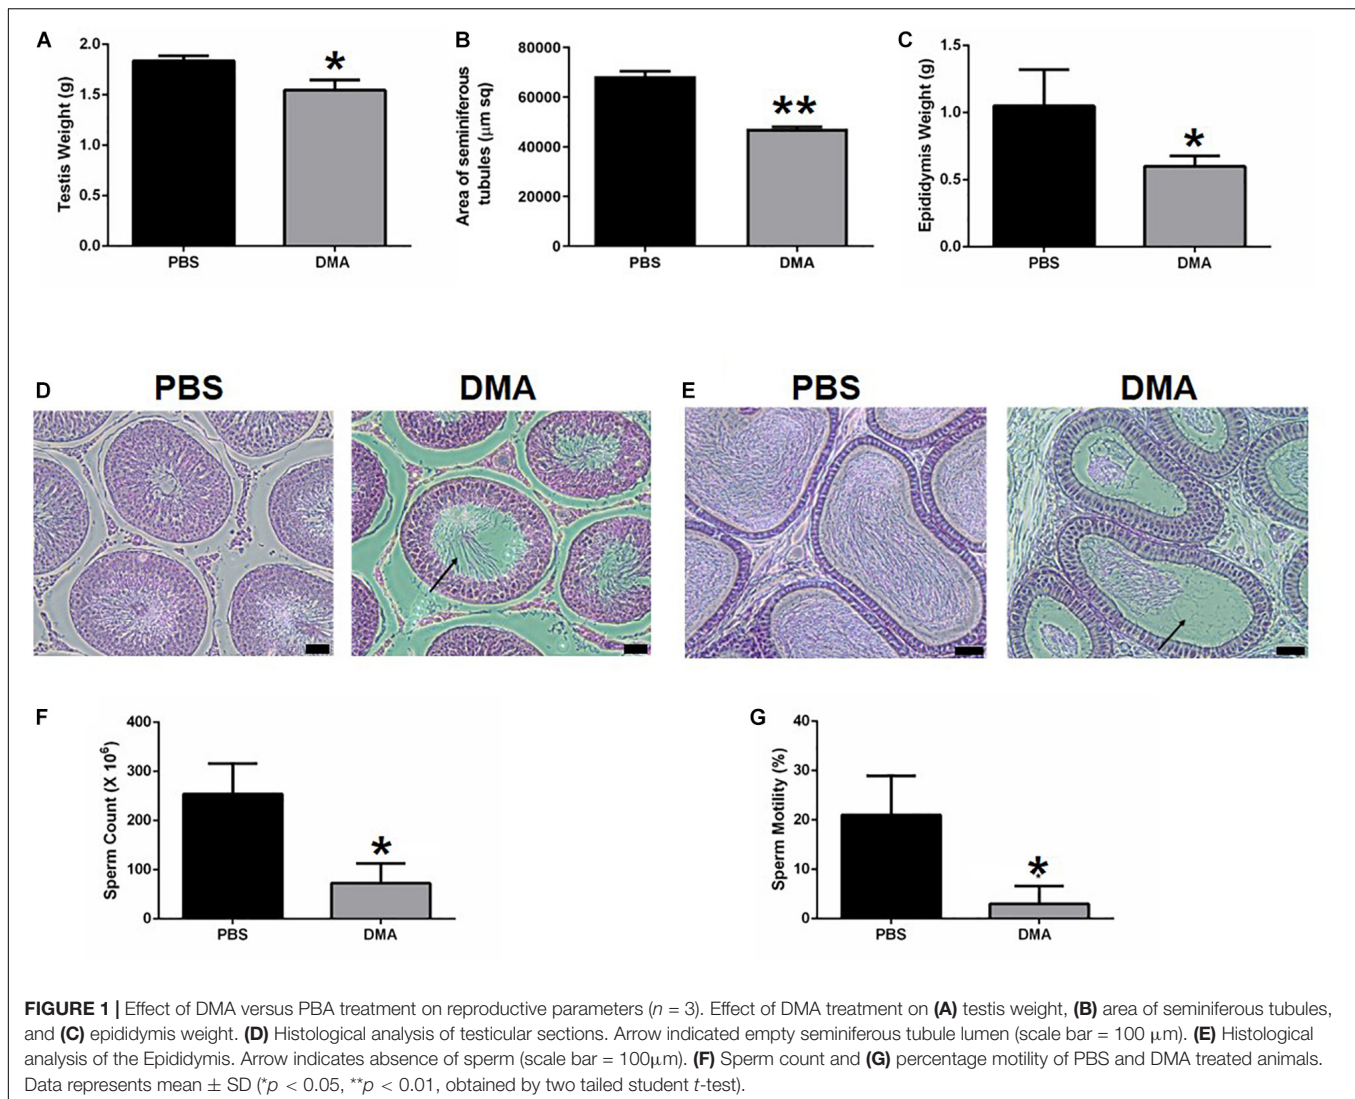 A
2.0
1.5
1.0
0.5
0.0
Testis Weight (g)
*
PBS
DMA
B
80000
60000
40000
20000
0
Area of seminiferous
tubules (µm sq)
**
PBS
DMA
C
1.5
1.0
0.5
0.0
Epididymis Weight (g)
*
PBS
DMA
D
PBS
DMA
E
PBS
DMA
F
400
300
200
100
0
Sperm Count (X 10⁶)
*
PBS
DMA
G
40
30
20
10
0
Sperm Motility (%)
*
PBS
DMA
FIGURE 1 | Effect of DMA versus PBA treatment on reproductive parameters (n = 3). Effect of DMA treatment on (A) testis weight, (B) area of seminiferous tubules,
and (C) epididymis weight. (D) Histological analysis of testicular sections. Arrow indicated empty seminiferous tubule lumen (scale bar = 100 µm). (E) Histological
analysis of the Epididymis. Arrow indicates absence of sperm (scale bar = 100µm). (F) Sperm count and (G) percentage motility of PBS and DMA treated animals.
Data represents mean ± SD (*p < 0.05, **p < 0.01, obtained by two tailed student t-test).